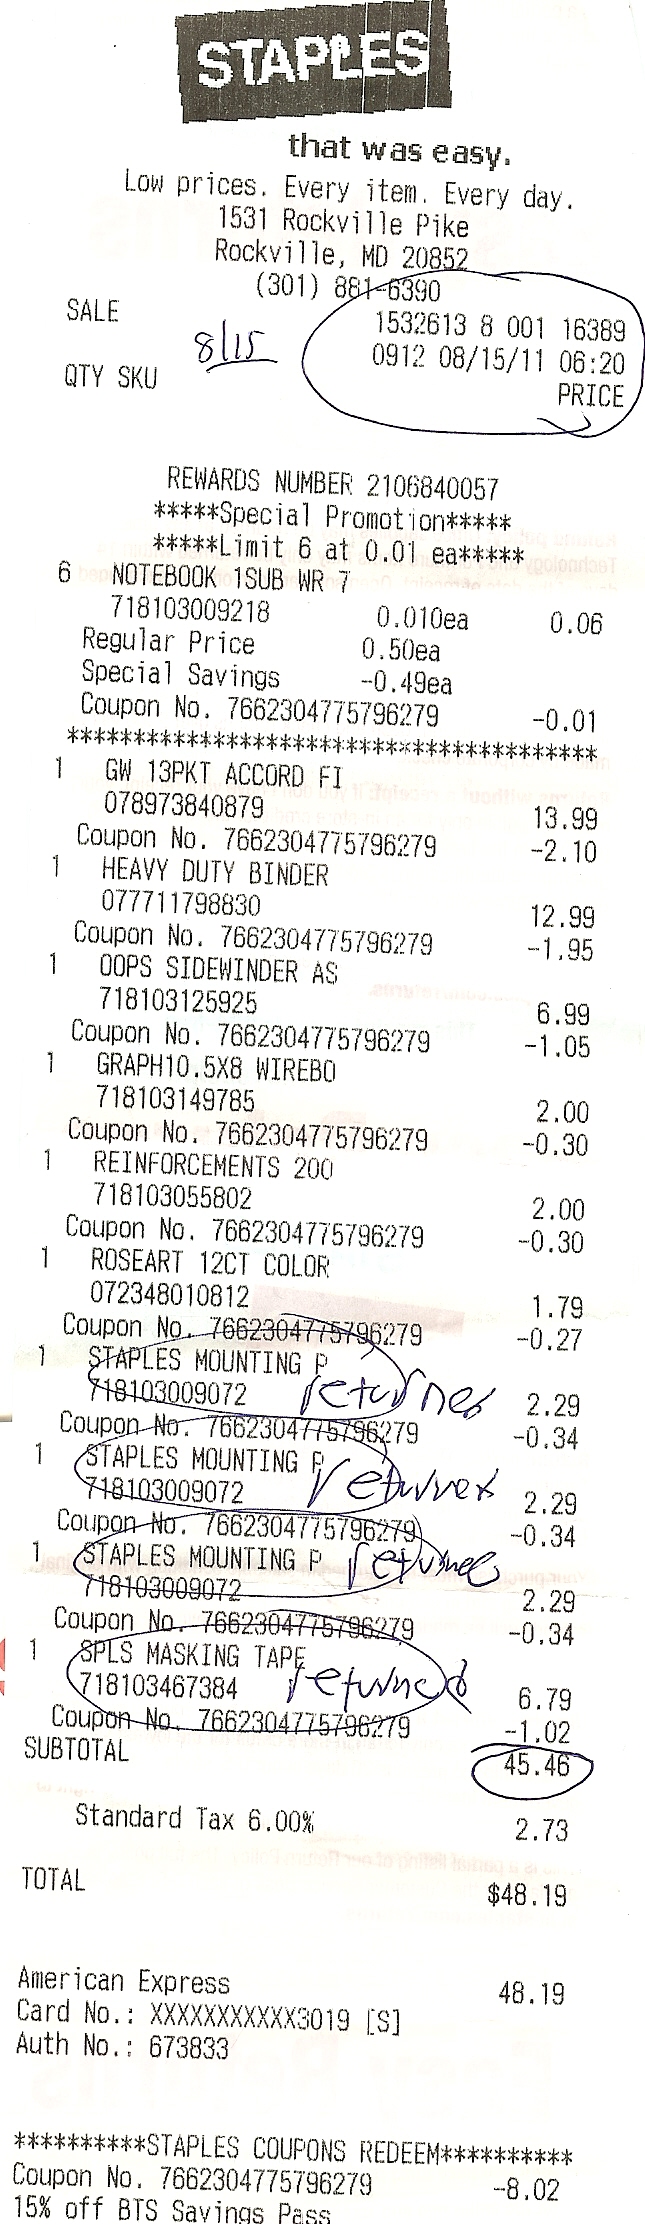 STAPLES
that was easy.
Low prices. Every item. Every day.
1531 Rockville Pike
Rockville, MD 20852
(301) 881-6390
SALE 1532613 8 001 16389
8/15 0912 08/15/11 06:20
QTY SKU PRICE
REWARDS NUMBER 2106840057
*****Special Promotion*****
*****Limit 6 at 0.01 ea*****
6 NOTEBOOK 1SUB WR 7
718103009218 0.010ea 0.06
Regular Price 0.50ea
Special Savings -0.49ea
Coupon No. 7662304775796279 -0.01
****************************************
1 GW 13PKT ACCORD FI
078973840879 13.99
Coupon No. 7662304775796279 -2.10
1 HEAVY DUTY BINDER
077711798830 12.99
Coupon No. 7662304775796279 -1.95
1 OOPS SIDEWINDER AS
718103125925 6.99
Coupon No. 7662304775796279 -1.05
1 GRAPH10.5X8 WIREBO
718103149785 2.00
Coupon No. 7662304775796279 -0.30
1 REINFORCEMENTS 200
718103055802 2.00
Coupon No. 7662304775796279 -0.30
1 ROSEART 12CT COLOR
072348010812 1.79
Coupon No. 7662304775796279 -0.27
1 STAPLES MOUNTING P
718103009072 returned 2.29
Coupon No. 7662304775796279 -0.34
1 STAPLES MOUNTING P
718103009072 returned 2.29
Coupon No. 7662304775796279 -0.34
1 STAPLES MOUNTING P returned
718103009072 2.29
Coupon No. 7662304775796279 -0.34
1 SPLS MASKING TAPE
718103467384 returned 6.79
Coupon No. 7662304775796279 -1.02
SUBTOTAL 45.46
Standard Tax 6.00% 2.73
TOTAL $48.19
American Express 48.19
Card No.: XXXXXXXXXXX3019 [S]
Auth No.: 673833
**********STAPLES COUPONS REDEEM**********
Coupon No. 7662304775796279 -8.02
15% off BTS Savings Pass